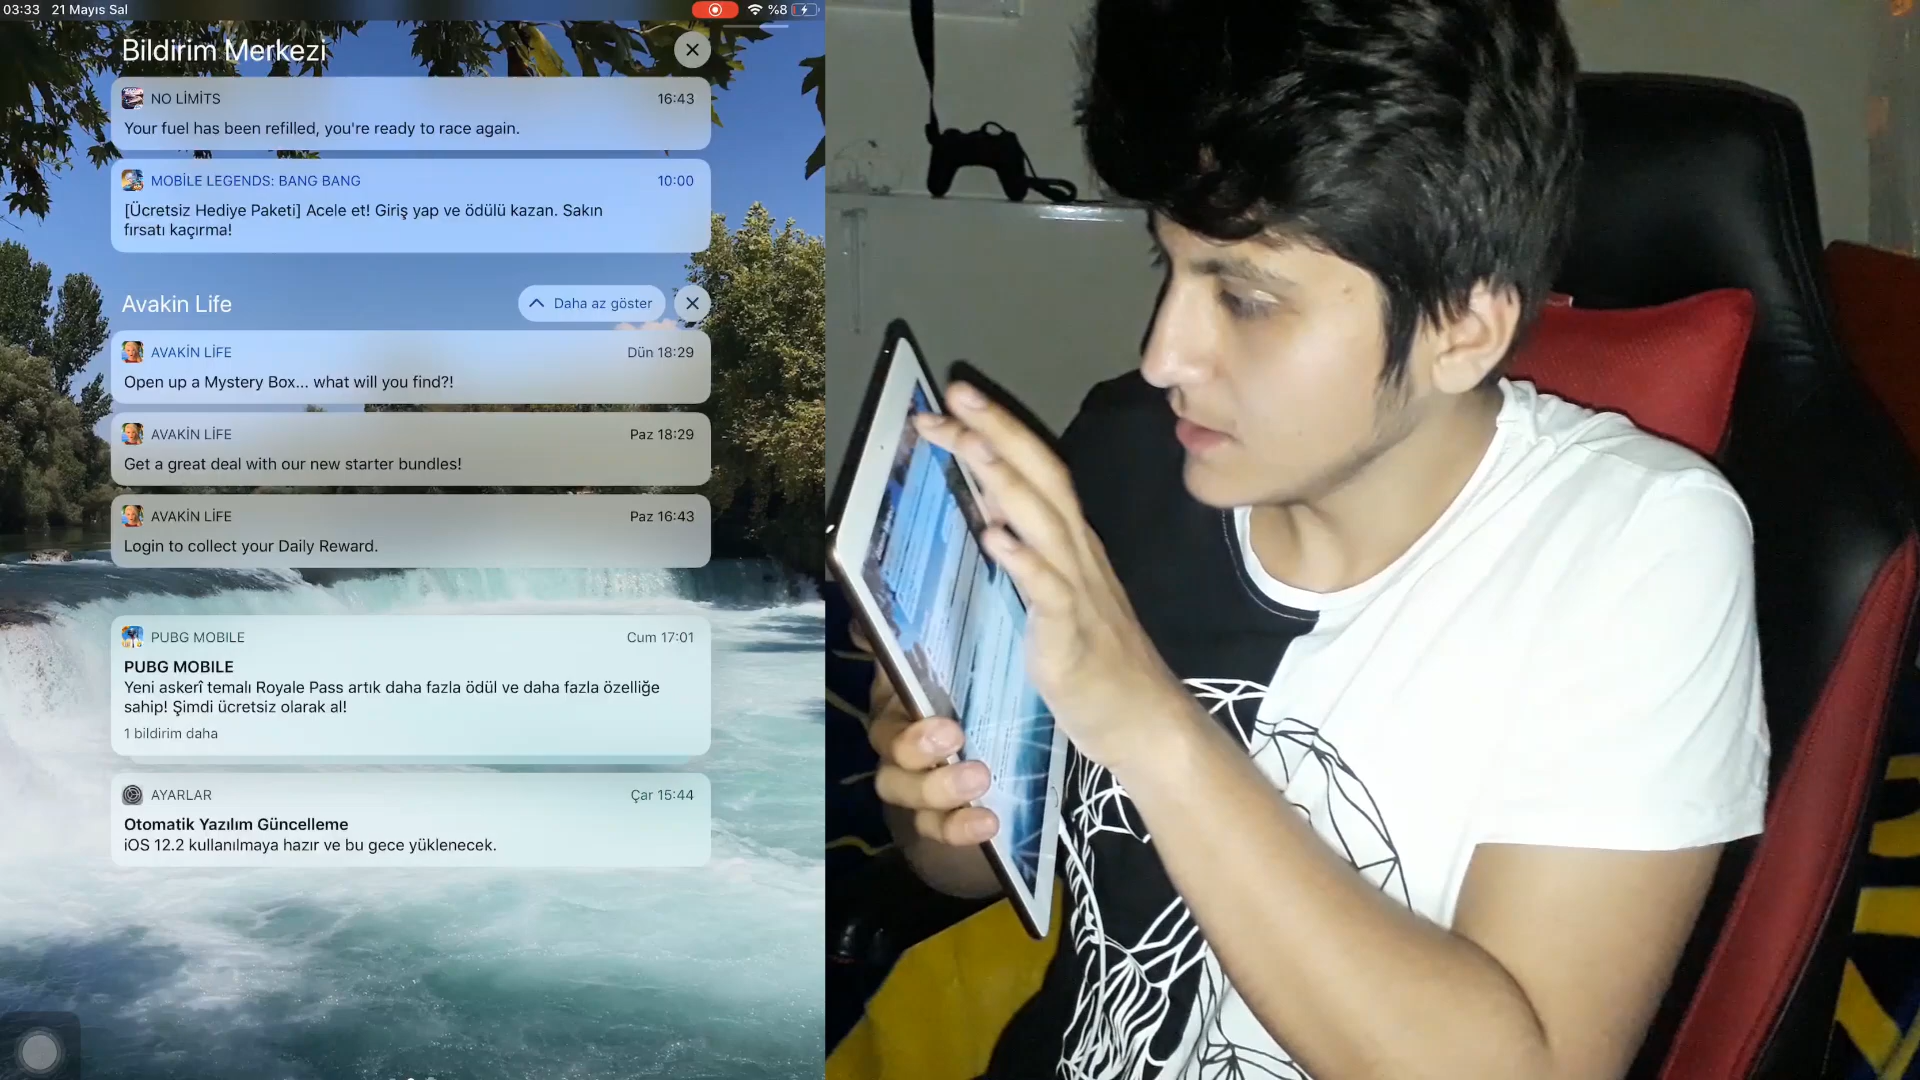 03:33 21 Mayıs Sal
%8
Bildirim Merkezi
NO LİMİTS 16:43
Your fuel has been refilled, you're ready to race again.
MOBİLE LEGENDS: BANG BANG 10:00
[Ücretsiz Hediye Paketi] Acele et! Giriş yap ve ödülü kazan. Sakın
fırsatı kaçırma!
Avakin Life
Daha az göster
AVAKİN LİFE Dün 18:29
Open up a Mystery Box... what will you find?!
AVAKİN LİFE Paz 18:29
Get a great deal with our new starter bundles!
AVAKİN LİFE Paz 16:43
Login to collect your Daily Reward.
PUBG MOBILE Cum 17:01
PUBG MOBILE
Yeni askerî temalı Royale Pass artık daha fazla ödül ve daha fazla özelliğe
sahip! Şimdi ücretsiz olarak al!
1 bildirim daha
AYARLAR Çar 15:44
Otomatik Yazılım Güncelleme
iOS 12.2 kullanılmaya hazır ve bu gece yüklenecek.